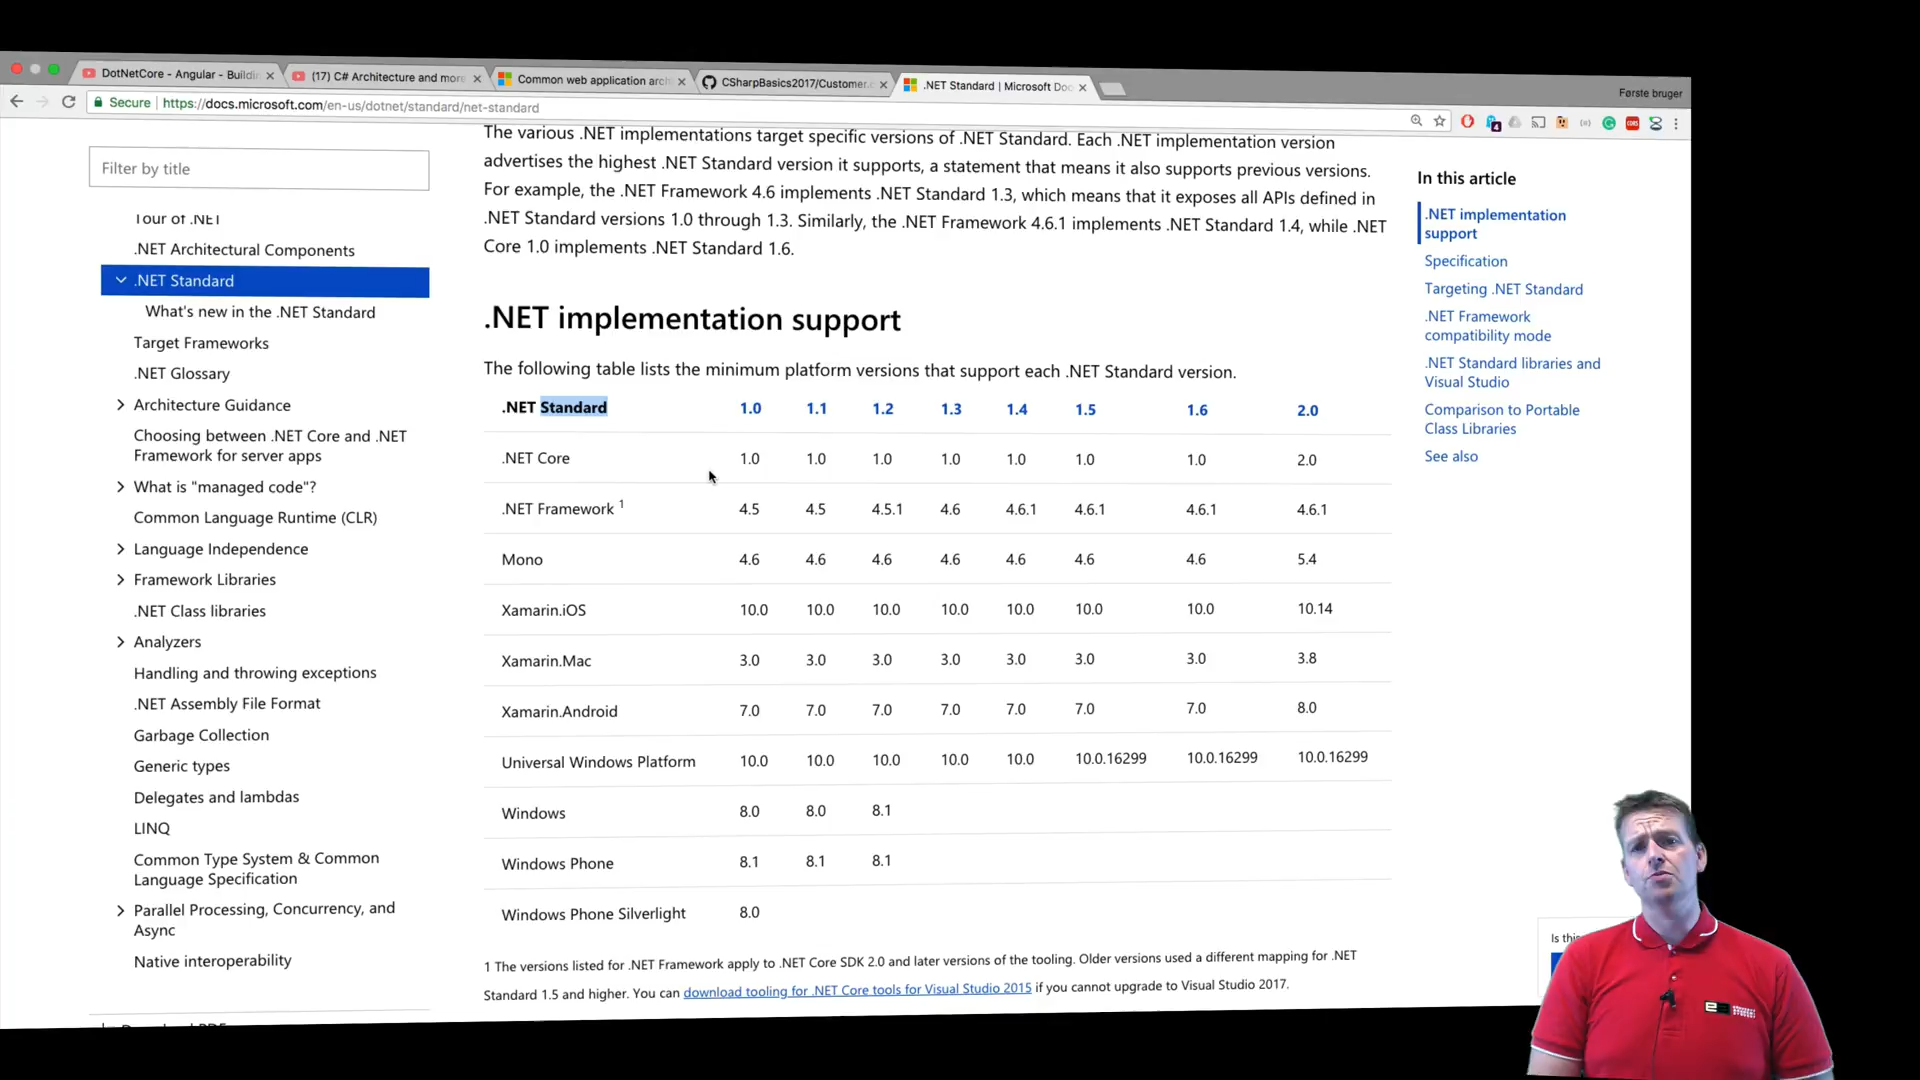 DotNetCore - Angular - Buildin
(17) C# Architecture and more
Common web application arch
CSharpBasics2017/Customer.c
.NET Standard | Microsoft Doc
Første bruger
Secure | https://docs.microsoft.com/en-us/dotnet/standard/net-standard
Filter by title
Tour of .NET
.NET Architectural Components
.NET Standard
What's new in the .NET Standard
Target Frameworks
.NET Glossary
Architecture Guidance
Choosing between .NET Core and .NET
Framework for server apps
What is "managed code"?
Common Language Runtime (CLR)
Language Independence
Framework Libraries
.NET Class libraries
Analyzers
Handling and throwing exceptions
.NET Assembly File Format
Garbage Collection
Generic types
Delegates and lambdas
LINQ
Common Type System & Common
Language Specification
Parallel Processing, Concurrency, and
Async
Native interoperability
The various .NET implementations target specific versions of .NET Standard. Each .NET implementation version
advertises the highest .NET Standard version it supports, a statement that means it also supports previous versions.
For example, the .NET Framework 4.6 implements .NET Standard 1.3, which means that it exposes all APIs defined in
.NET Standard versions 1.0 through 1.3. Similarly, the .NET Framework 4.6.1 implements .NET Standard 1.4, while .NET
Core 1.0 implements .NET Standard 1.6.
.NET implementation support
The following table lists the minimum platform versions that support each .NET Standard version.
.NET Standard 1.0 1.1 1.2 1.3 1.4 1.5 1.6 2.0
.NET Core 1.0 1.0 1.0 1.0 1.0 1.0 1.0 2.0
.NET Framework 1 4.5 4.5 4.5.1 4.6 4.6.1 4.6.1 4.6.1 4.6.1
Mono 4.6 4.6 4.6 4.6 4.6 4.6 4.6 5.4
Xamarin.iOS 10.0 10.0 10.0 10.0 10.0 10.0 10.0 10.14
Xamarin.Mac 3.0 3.0 3.0 3.0 3.0 3.0 3.0 3.8
Xamarin.Android 7.0 7.0 7.0 7.0 7.0 7.0 7.0 8.0
Universal Windows Platform 10.0 10.0 10.0 10.0 10.0 10.0.16299 10.0.16299 10.0.16299
Windows 8.0 8.0 8.1
Windows Phone 8.1 8.1 8.1
Windows Phone Silverlight 8.0
1 The versions listed for .NET Framework apply to .NET Core SDK 2.0 and later versions of the tooling. Older versions used a different mapping for .NET
Standard 1.5 and higher. You can download tooling for .NET Core tools for Visual Studio 2015 if you cannot upgrade to Visual Studio 2017.
In this article
.NET implementation
support
Specification
Targeting .NET Standard
.NET Framework
compatibility mode
.NET Standard libraries and
Visual Studio
Comparison to Portable
Class Libraries
See also
Is this